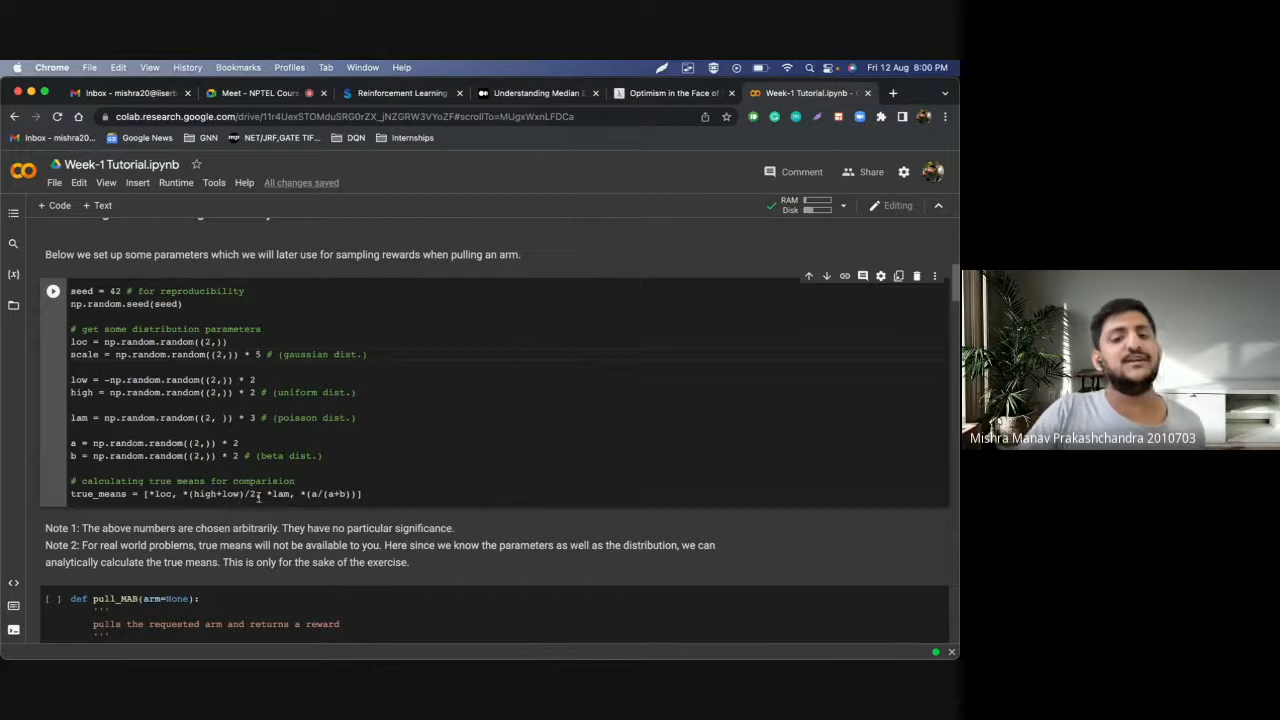 Chrome File Edit View History Bookmarks Profiles Tab Window Help Fri 12 Aug 8:00 PM
Inbox - mishra20@iiserb Meet - NPTEL Cours Reinforcement Learning Understanding Median E Optimism in the Face of Week-1 Tutorial.ipynb -
colab.research.google.com/drive/11r4UexSTOMduSRG0rZX_jNZGRW3VYoZF#scrollTo=MUgxWxnLFDCa
Inbox - mishra20@... Google News GNN NET/JRF,GATE TIF... DQN Internships
Week-1 Tutorial.ipynb
File Edit View Insert Runtime Tools Help All changes saved
Comment Share
+ Code + Text
RAM
Disk
Editing
Below we set up some parameters which we will later use for sampling rewards when pulling an arm.
seed = 42 # for reproducibility
np.random.seed(seed)
# get some distribution parameters
loc = np.random.random((2,))
scale = np.random.random((2,)) * 5 # (gaussian dist.)
low = -np.random.random((2,)) * 2
high = np.random.random((2,)) * 2 # (uniform dist.)
lam = np.random.random((2, )) * 3 # (poisson dist.)
a = np.random.random((2,)) * 2
b = np.random.random((2,)) * 2 # (beta dist.)
# calculating true means for comparision
true_means = [*loc, *(high+low)/2, *lam, *(a/(a+b))]
Note 1: The above numbers are chosen arbitrarily. They have no particular significance.
Note 2: For real world problems, true means will not be available to you. Here since we know the parameters as well as the distribution, we can
analytically calculate the true means. This is only for the sake of the exercise.
[ ] def pull_MAB(arm=None):
'''
pulls the requested arm and returns a reward
'''
Mishra Manav Prakashchandra 2010703